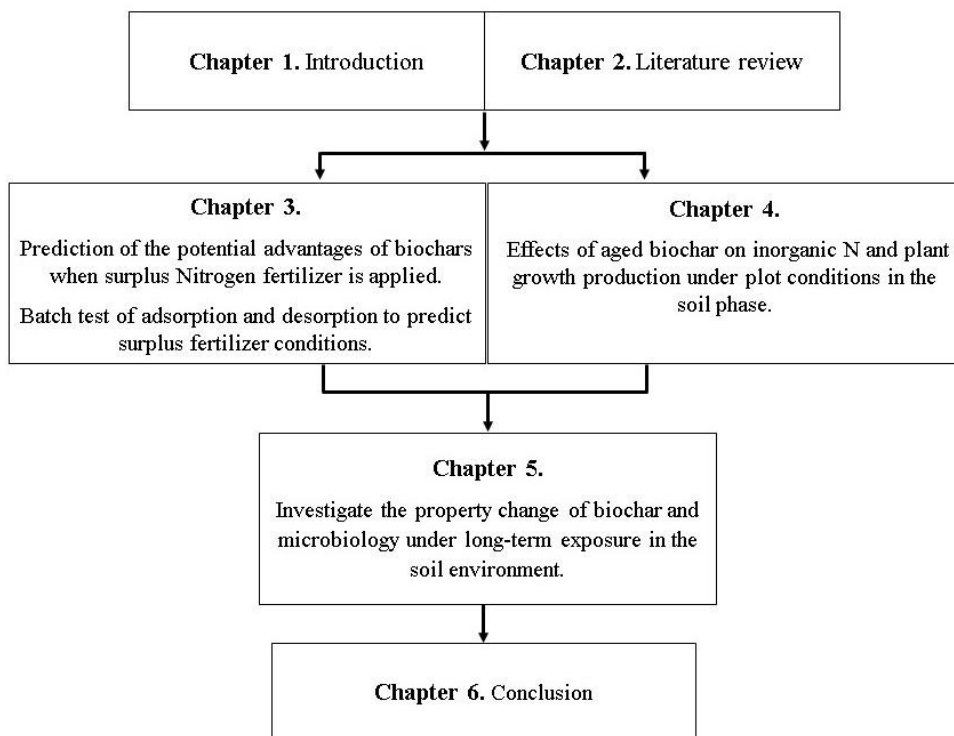 Chapter 1. Introduction
Chapter 2. Literature review
Chapter 3.
Prediction of the potential advantages of biochars
when surplus Nitrogen fertilizer is applied.
Batch test of adsorption and desorption to predict
surplus fertilizer conditions.
Chapter 4.
Effects of aged biochar on inorganic N and plant
growth production under plot conditions in the
soil phase.
Chapter 5.
Investigate the property change of biochar and
microbiology under long-term exposure in the
soil environment.
Chapter 6. Conclusion